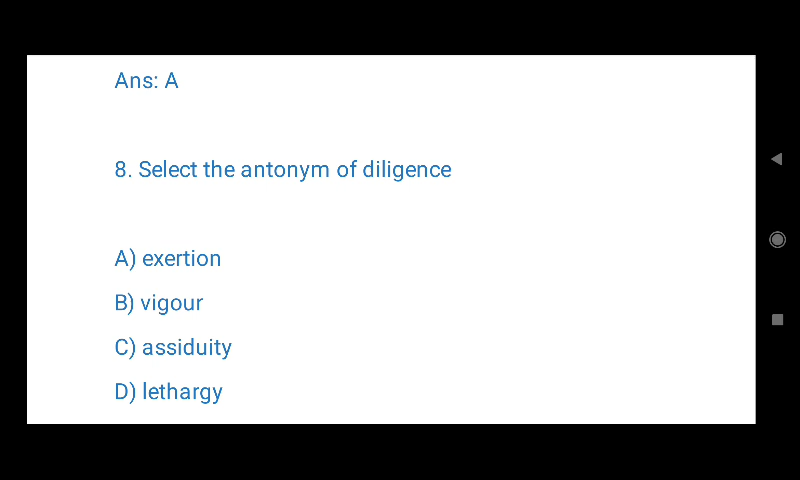 Ans: A
8. Select the antonym of diligence
A) exertion
B) vigour
C) assiduity
D) lethargy